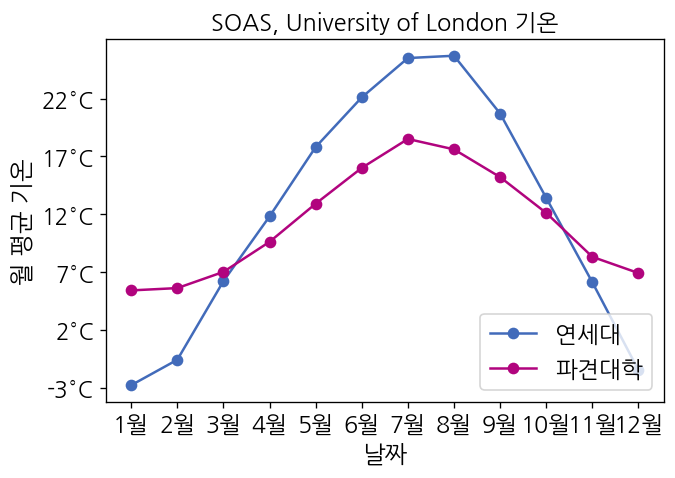 SOAS, University of London 기온
월 평균 기온
22°C
17°C
12°C
7°C
2°C
-3°C
연세대
파견대학
1월 2월 3월 4월 5월 6월 7월 8월 9월 10월 11월 12월
날짜